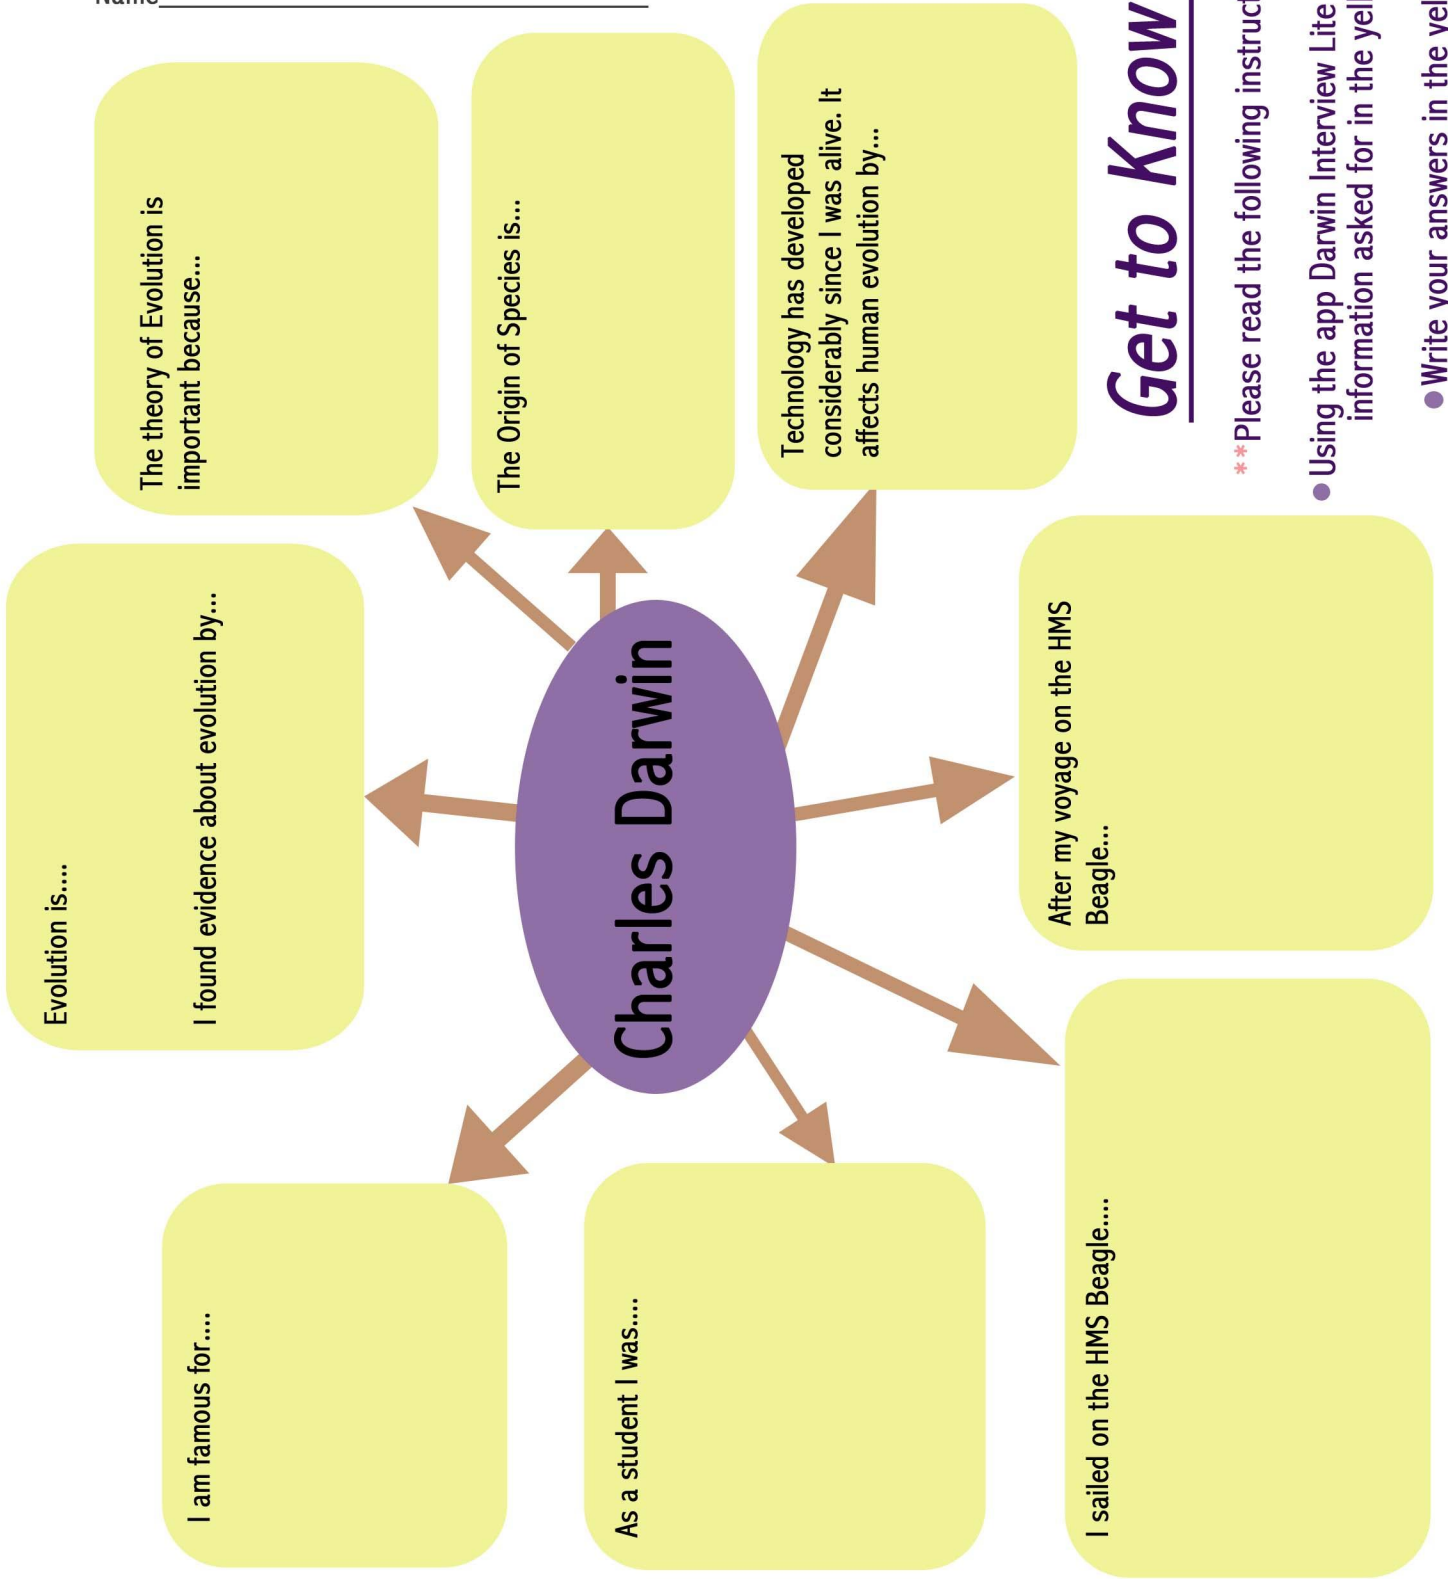 Name
I am famous for....
Evolution is....
I found evidence about evolution by...
The theory of Evolution is
important because...
The Origin of Species is...
Technology has developed
considerably since I was alive. It
affects human evolution by...
Charles Darwin
As a student I was....
I sailed on the HMS Beagle....
After my voyage on the HMS
Beagle...
Get to Know
**Please read the following instruct
● Using the app Darwin Interview Lite
information asked for in the yel
● Write your answers in the yel